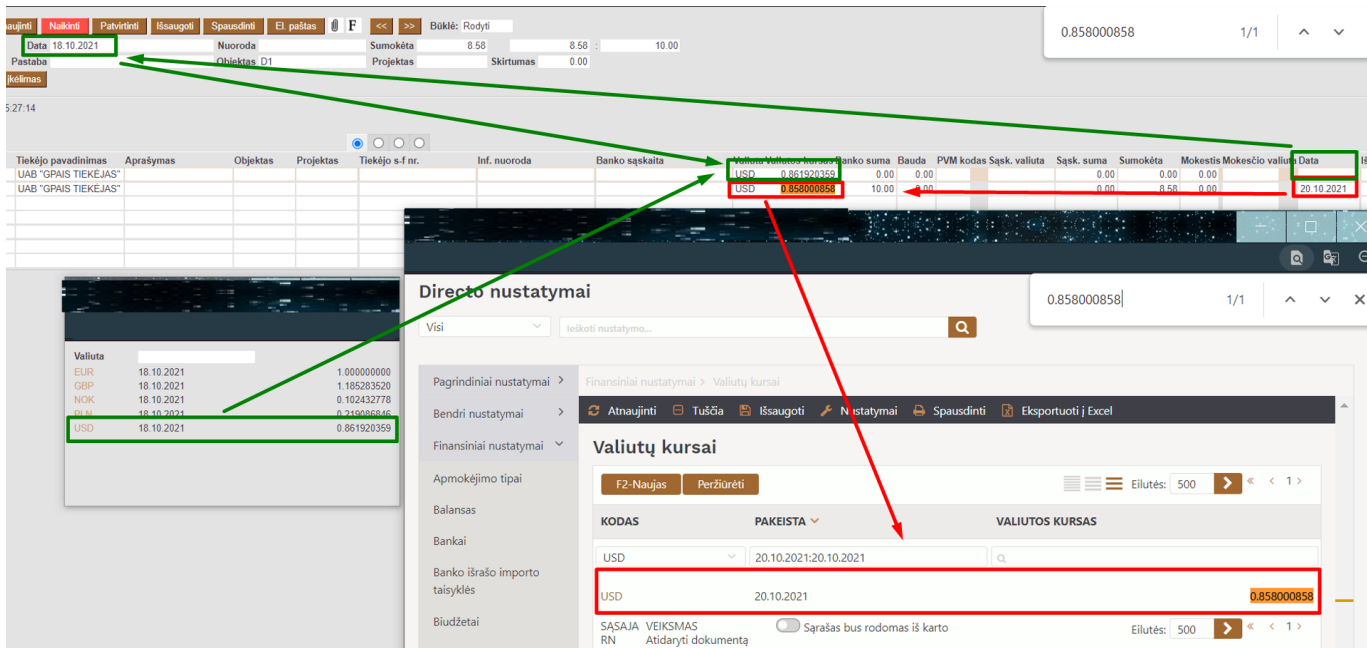 aujinti Naikinti Patvirtinti Išsaugoti Spausdinti El. paštas F << >> Būklė: Rodyti
0.858000858 1/1
Data 18.10.2021 Nuoroda Sumokėta 8.58 8.58 : 10.00
Pastaba Objektas D1 Projektas Skirtumas 0.00
įkėlimas
5:27:14
Tiekėjo pavadinimas Aprašymas Objektas Projektas Tiekėjo s-f nr. Inf. nuoroda Banko sąskaita Valiuta Valiutos kursas Banko suma Bauda PVM kodas Sąsk. valiuta Sąsk. suma Sumokėta Mokestis Mokesčio valiuta Data
UAB "GPAIS TIEKĖJAS" USD 0.861920359 0.00 0.00 0.00 0.00 0.00
UAB "GPAIS TIEKĖJAS" USD 0.858000858 10.00 0.00 0.00 8.58 0.00 20.10.2021
Directo nustatymai
0.858000858 1/1
Visi Ieškoti nustatymo...
Valiuta
EUR 18.10.2021 1.000000000
GBP 18.10.2021 1.185283520
NOK 18.10.2021 0.102432778
PLN 18.10.2021 0.219086846
USD 18.10.2021 0.861920359
Pagrindiniai nustatymai
Bendri nustatymai
Finansiniai nustatymai
Apmokėjimo tipai
Balansas
Bankai
Banko išrašo importo
taisyklės
Biudžetai
Finansiniai nustatymai > Valiutų kursai
Atnaujinti Tuščia Išsaugoti Nustatymai Spausdinti Eksportuoti į Excel
Valiutų kursai
F2-Naujas Peržiūrėti Eilutės: 500 « < 1 >
KODAS PAKEISTA VALIUTOS KURSAS
USD 20.10.2021:20.10.2021
USD 20.10.2021 0.858000858
SĄSAJA VEIKSMAS Sąrašas bus rodomas iš karto Eilutės: 500 « < 1 >
RN Atidaryti dokumentą